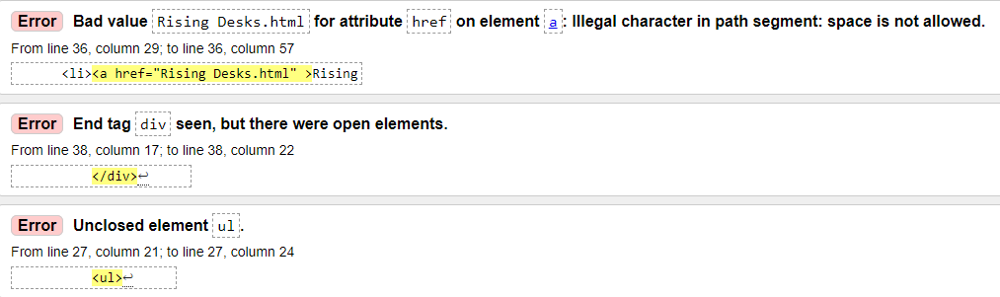 Error Bad value Rising Desks.html for attribute href on element a: Illegal character in path segment: space is not allowed.
From line 36, column 29; to line 36, column 57
<li><a href="Rising Desks.html" >Rising
Error End tag div seen, but there were open elements.
From line 38, column 17; to line 38, column 22
</div>↩
Error Unclosed element ul.
From line 27, column 21; to line 27, column 24
<ul>↩